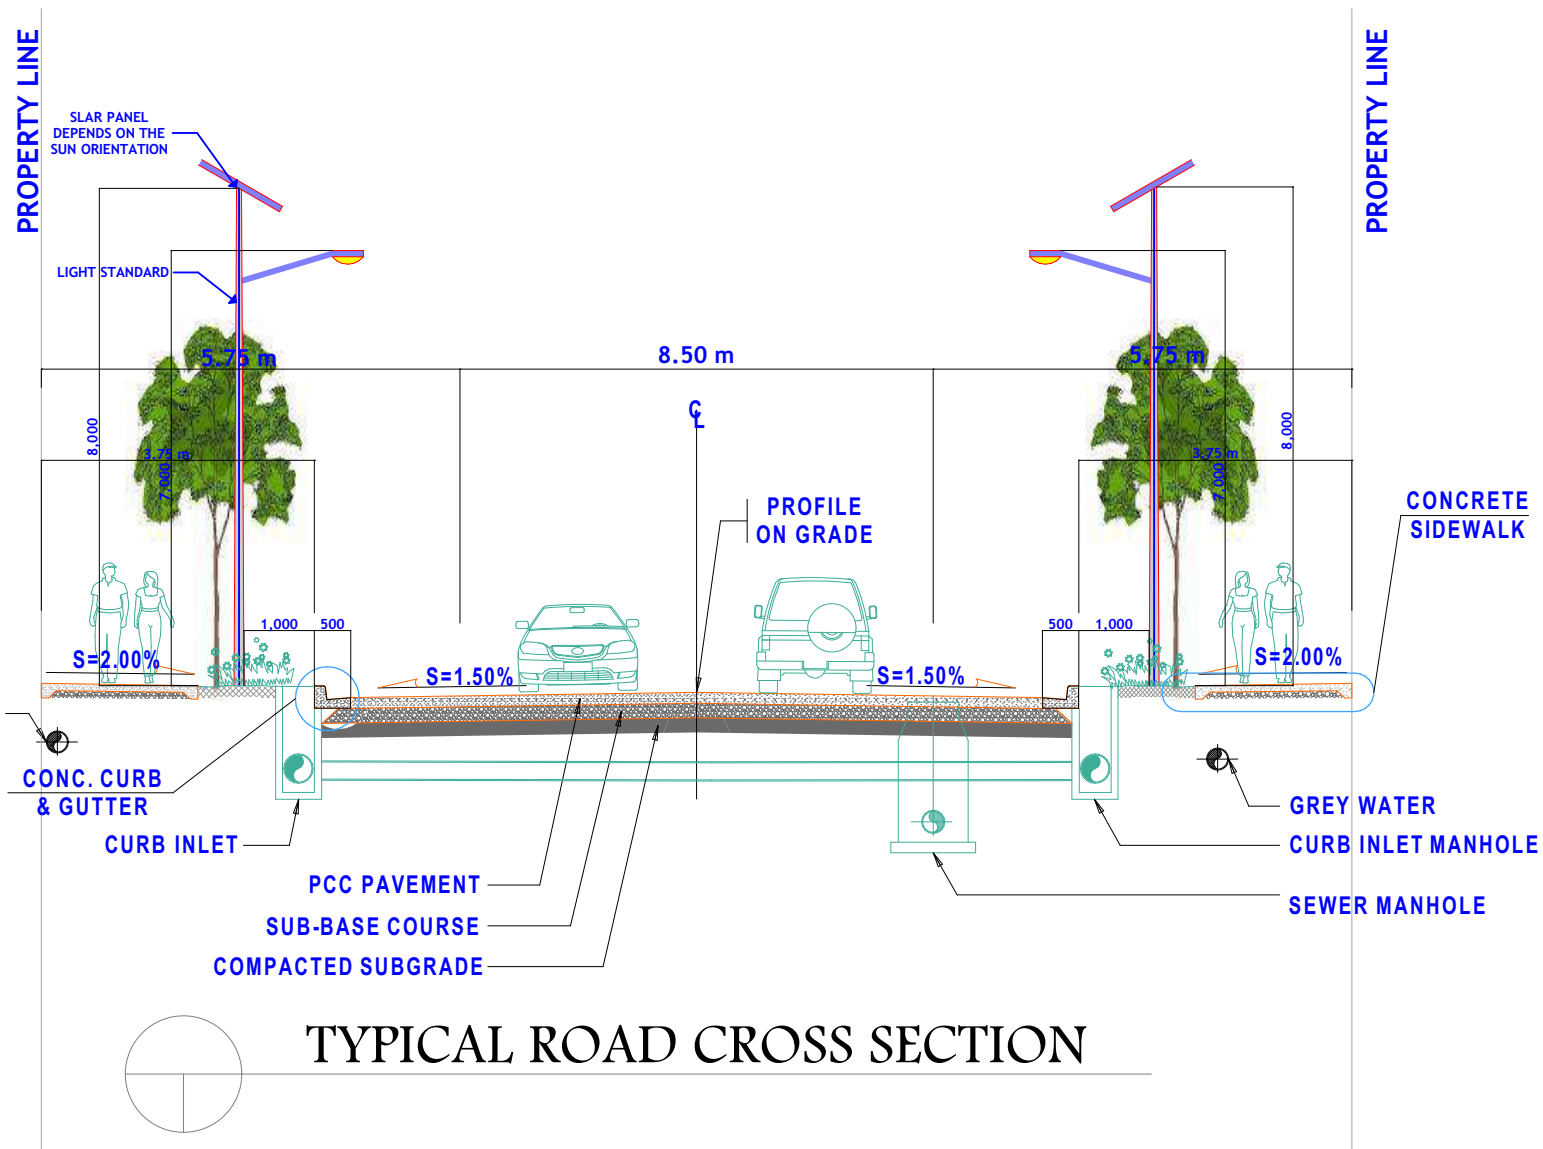 PROPERTY LINE
PROPERTY LINE
SLAR PANEL
DEPENDS ON THE
SUN ORIENTATION
LIGHT STANDARD
5.75 m
8.50 m
5.75 m
8,000
3.75 m
7,000
℄
8,000
3.75 m
7,000
PROFILE
ON GRADE
CONCRETE
SIDEWALK
1,000
500
500
1,000
S=2.00%
S=1.50%
S=1.50%
S=2.00%
CONC. CURB
& GUTTER
CURB INLET
PCC PAVEMENT
SUB-BASE COURSE
COMPACTED SUBGRADE
GREY WATER
CURB INLET MANHOLE
SEWER MANHOLE
TYPICAL ROAD CROSS SECTION